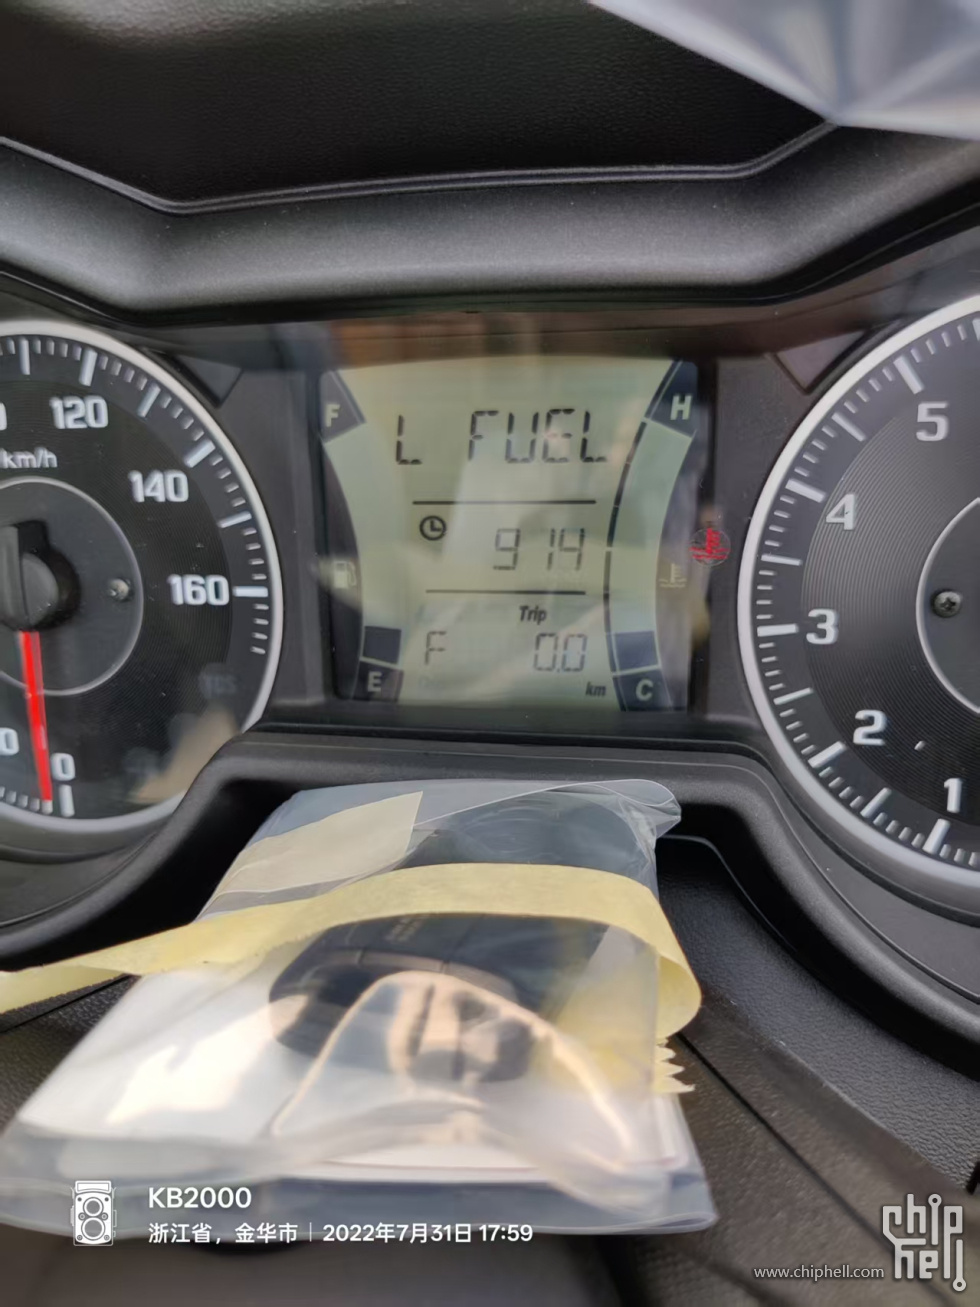 F
H
L FUEL
120
km/h
140
160
914
Trip
F 0.0
km
E
C
0
5
4
3
2
1
KB2000
浙江省，金华市 | 2022年7月31日 17:59
chip
hell
www.chiphell.com